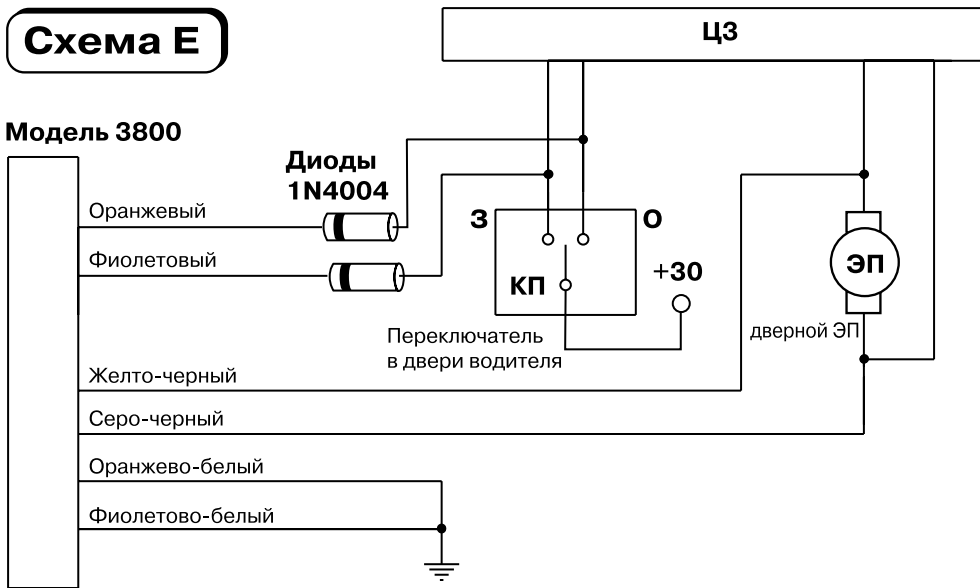 Схема Е
ЦЗ
Модель 3800
Диоды
1N4004
Оранжевый
Фиолетовый
З
О
КП
+30
ЭП
Переключатель
в двери водителя
дверной ЭП
Желто-черный
Серо-черный
Оранжево-белый
Фиолетово-белый